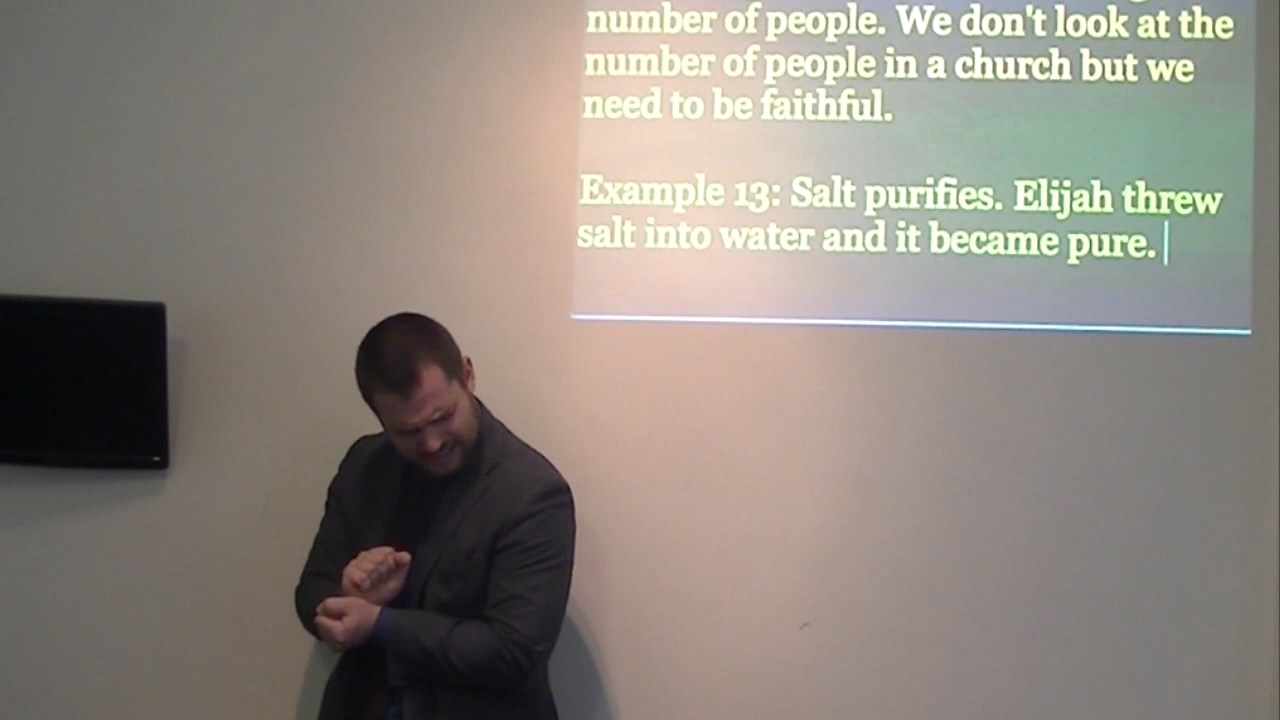 number of people. We don't look at the
number of people in a church but we
need to be faithful.
Example 13: Salt purifies. Elijah threw
salt into water and it became pure.